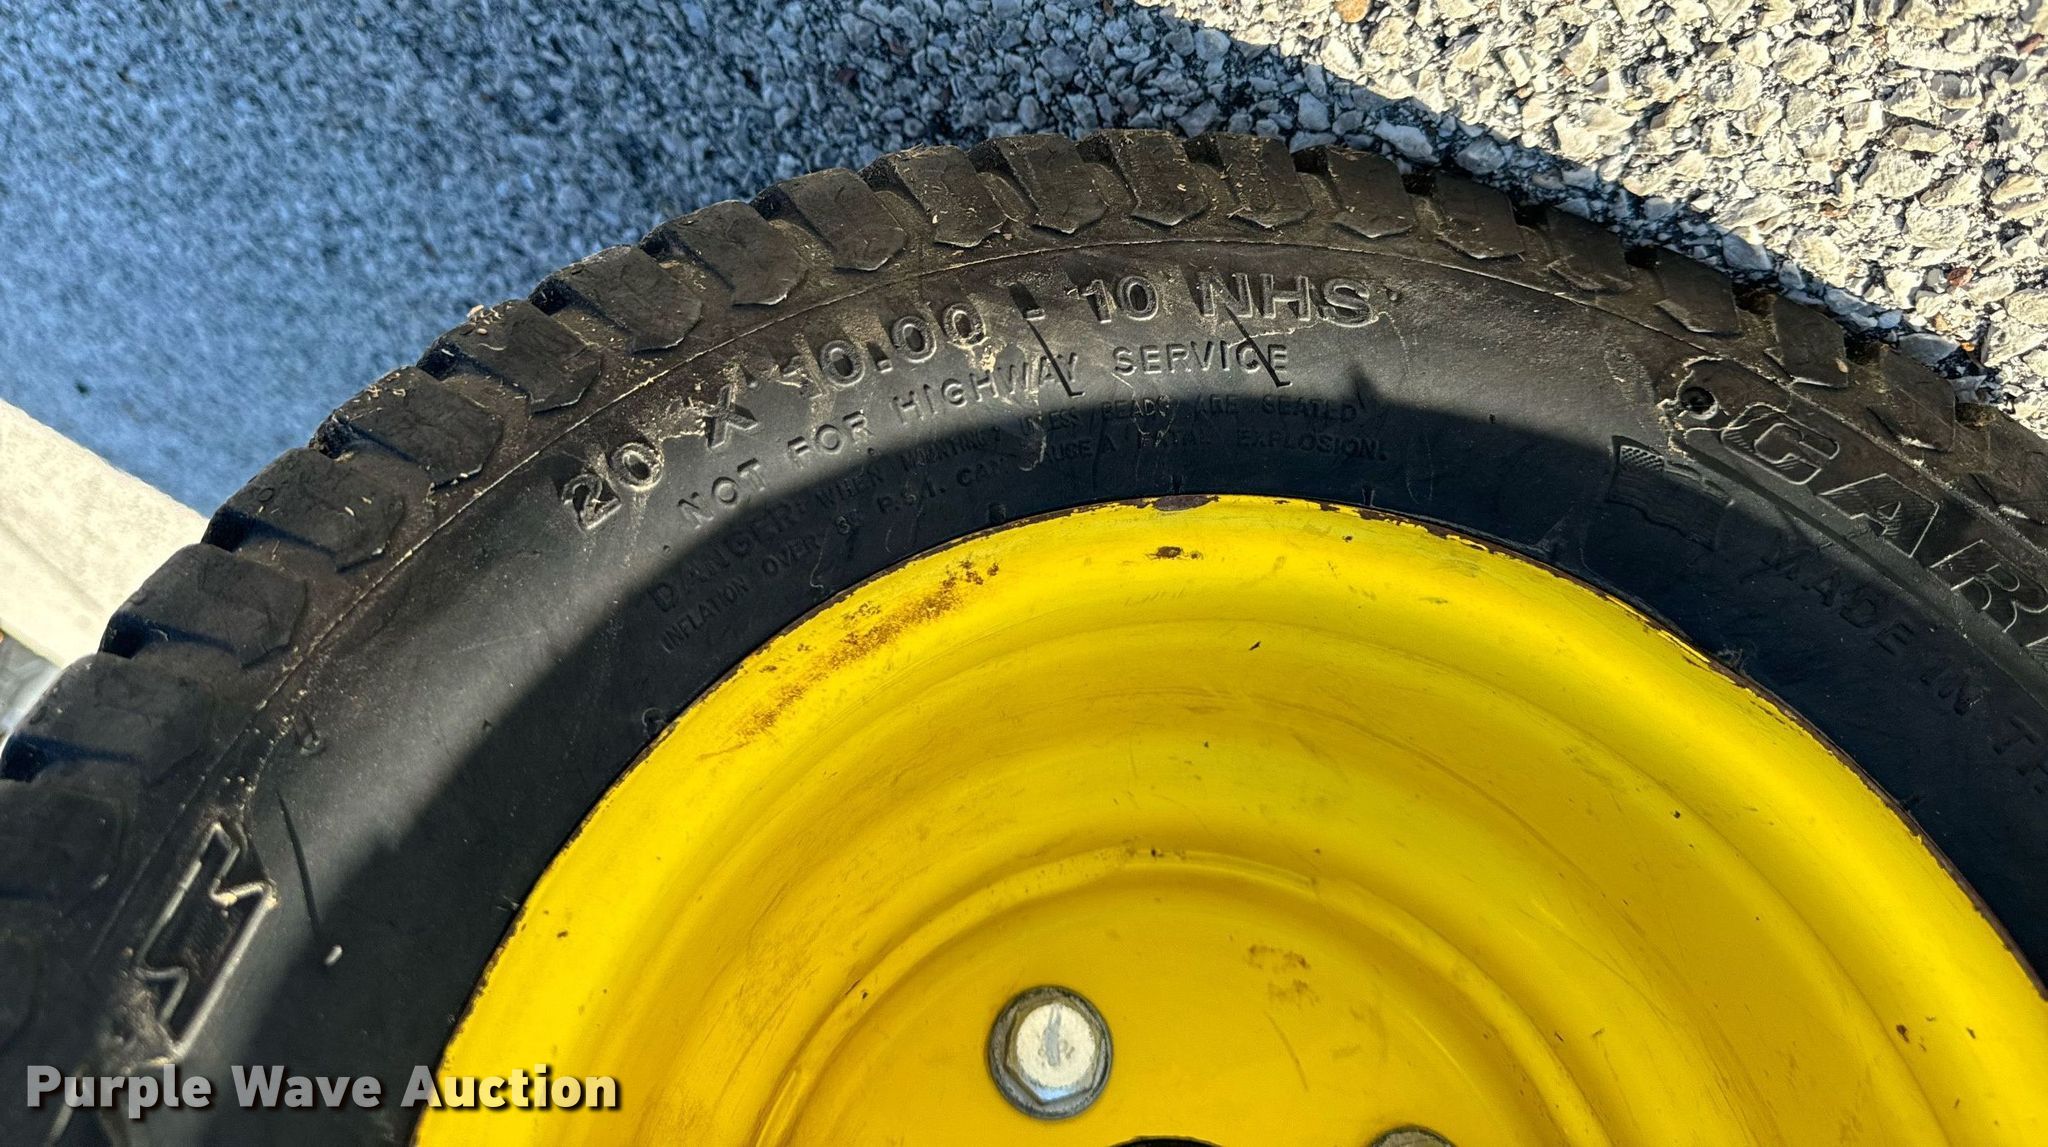 20 X 10.00 - 10 NHS
NOT FOR HIGHWAY SERVICE
DANGER: WHEN MOUNTING, UNLESS BEADS ARE SEATED,
INFLATION OVER P.S.I. CAN CAUSE A FATAL EXPLOSION.
MADE IN
Purple Wave Auction